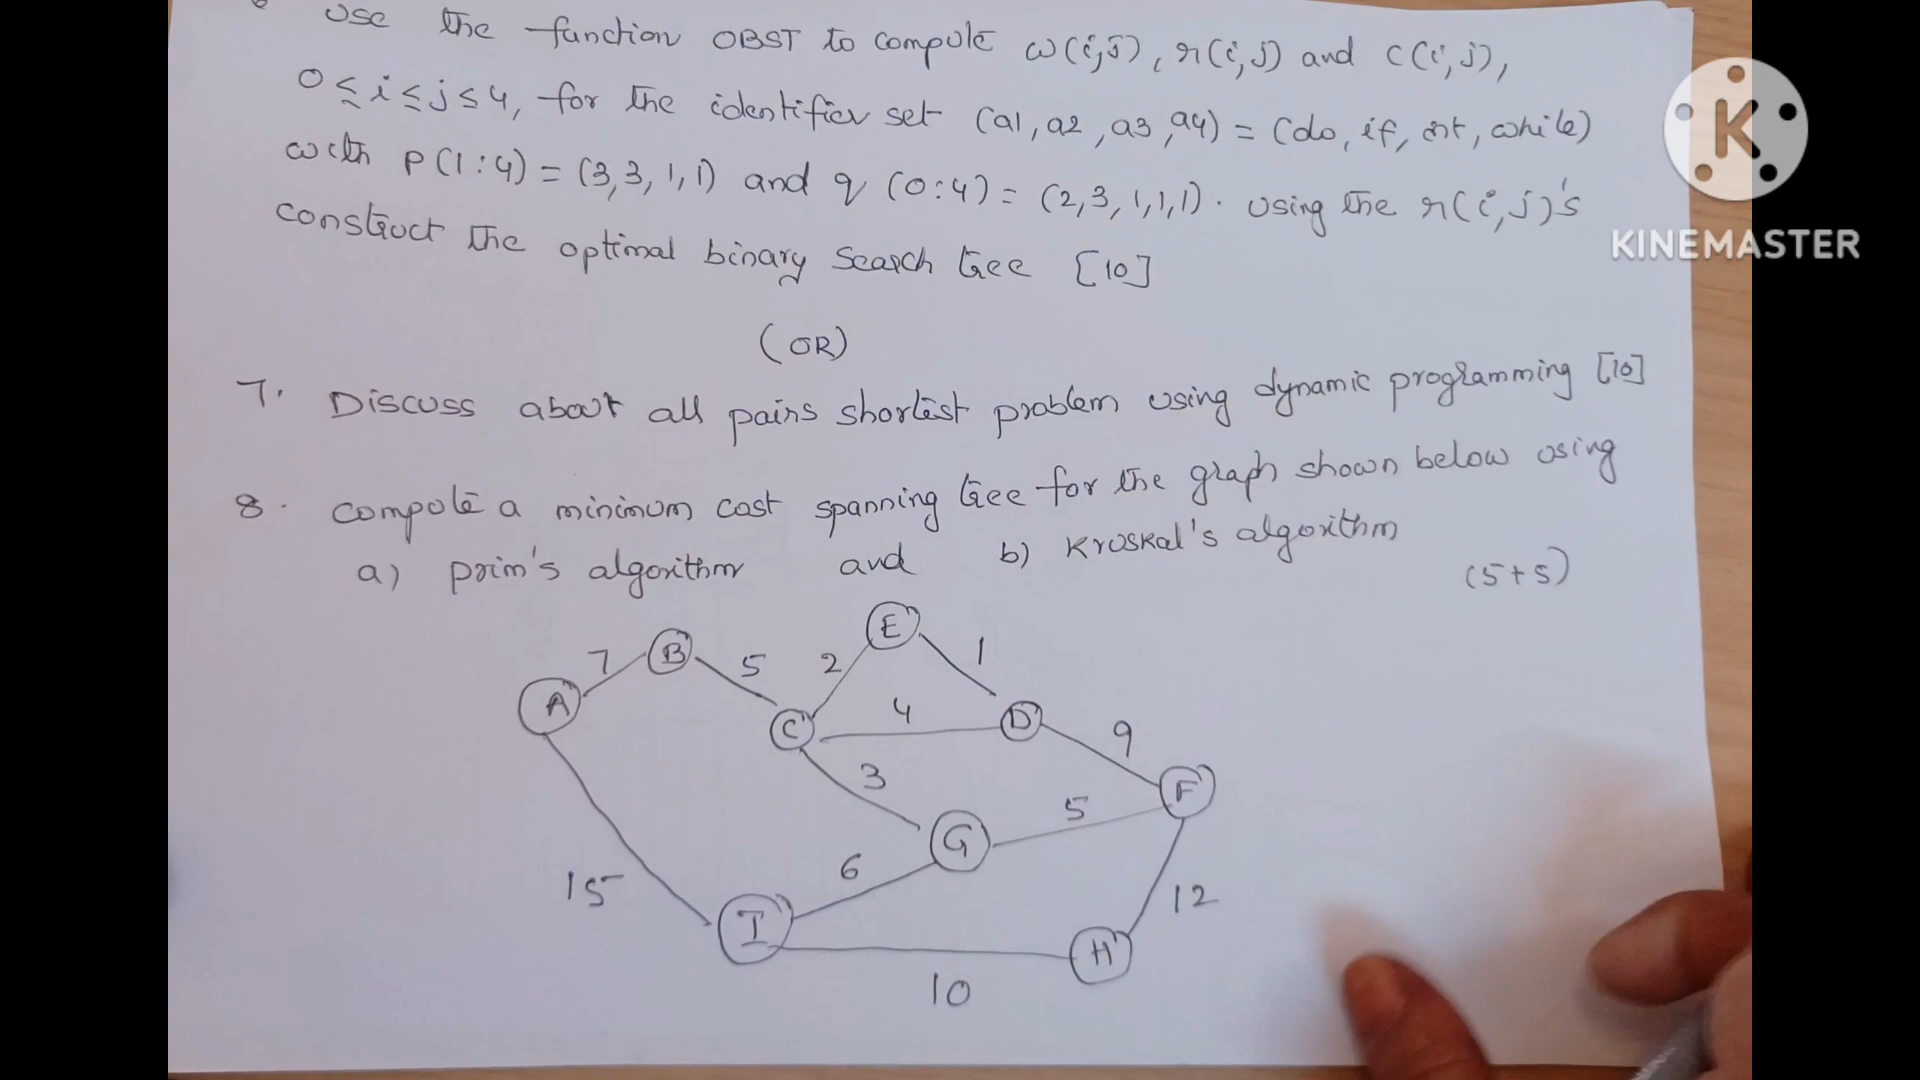 Use the function OBST to compute w(i,j), r(i,j) and c(i,j),
0 ≤ i ≤ j ≤ 4, for the identifier set (a1, a2, a3, a4) = (do, if, int, while)
with p(1:4) = (3,3,1,1) and q (0:4) = (2,3,1,1,1). Using the r(i,j)'s
construct the optimal binary search tree [10]
(OR)
7. Discuss about all pairs shortest problem using dynamic programming [10]
8. compute a minimum cost spanning tree for the graph shown below using
a) prim's algorithm and b) Kruskal's algorithm
(5+5)
E
7 B 5 2 1
A
4
C D
9
3
5 F
G
6
15
12
I
H
10
K
KINEMASTER